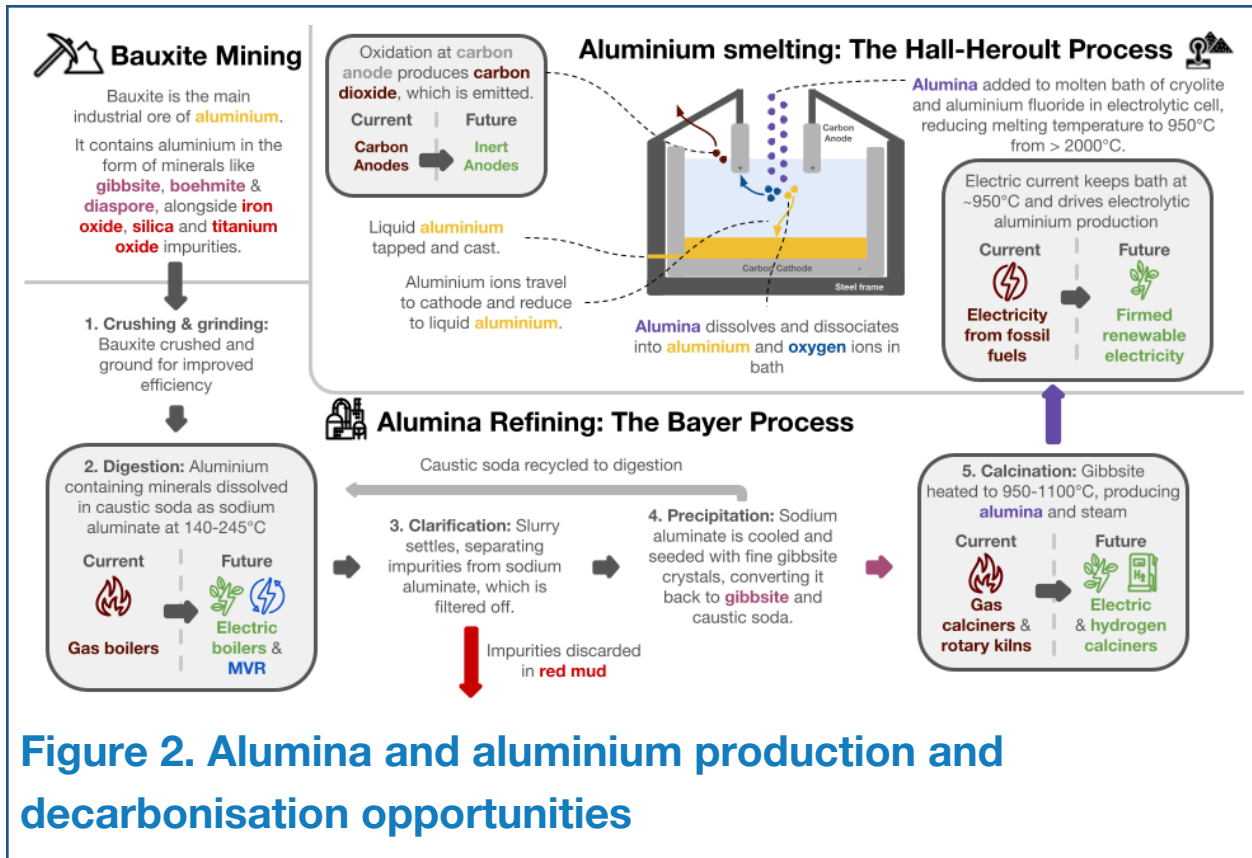 Bauxite Mining
Bauxite is the main
industrial ore of aluminium.
It contains aluminium in the
form of minerals like
gibbsite, boehmite &
diaspore, alongside iron
oxide, silica and titanium
oxide impurities.
Oxidation at carbon
anode produces carbon
dioxide, which is emitted.
Current
Future
Carbon
Anodes
Inert
Anodes
Aluminium smelting: The Hall-Heroult Process
Alumina added to molten bath of cryolite
and aluminium fluoride in electrolytic cell,
reducing melting temperature to 950°C
from > 2000°C.
Carbon
Anode
+
+
Carbon Cathode
-
Steel frame
Liquid aluminium
tapped and cast.
Aluminium ions travel
to cathode and reduce
to liquid aluminium.
Alumina dissolves and dissociates
into aluminium and oxygen ions in
bath
Electric current keeps bath at
~950°C and drives electrolytic
aluminium production
Current
Future
Electricity
from fossil
fuels
Firmed
renewable
electricity
1. Crushing & grinding:
Bauxite crushed and
ground for improved
efficiency
Alumina Refining: The Bayer Process
2. Digestion: Aluminium
containing minerals dissolved
in caustic soda as sodium
aluminate at 140-245°C
Current
Future
Gas boilers
Electric
boilers &
MVR
Caustic soda recycled to digestion
3. Clarification: Slurry
settles, separating
impurities from sodium
aluminate, which is
filtered off.
Impurities discarded
in red mud
4. Precipitation: Sodium
aluminate is cooled and
seeded with fine gibbsite
crystals, converting it
back to gibbsite and
caustic soda.
5. Calcination: Gibbsite
heated to 950-1100°C, producing
alumina and steam
Current
Future
H2
Gas
calciners &
rotary kilns
Electric
& hydrogen
calciners
Figure 2. Alumina and aluminium production and
decarbonisation opportunities